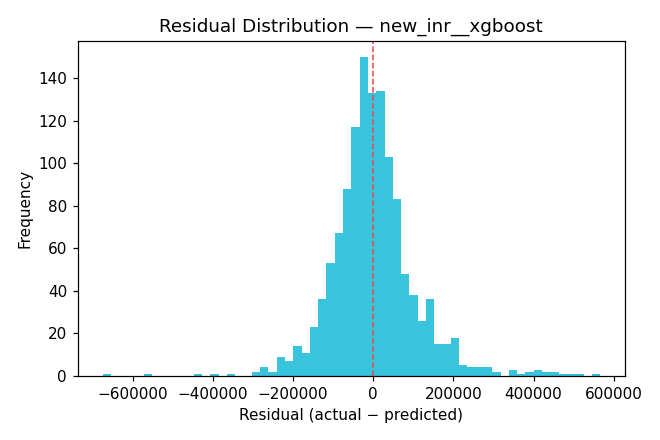 Residual Distribution — new_inr__xgboost
Frequency
140
120
100
80
60
40
20
0
−600000 −400000 −200000 0 200000 400000 600000
Residual (actual − predicted)